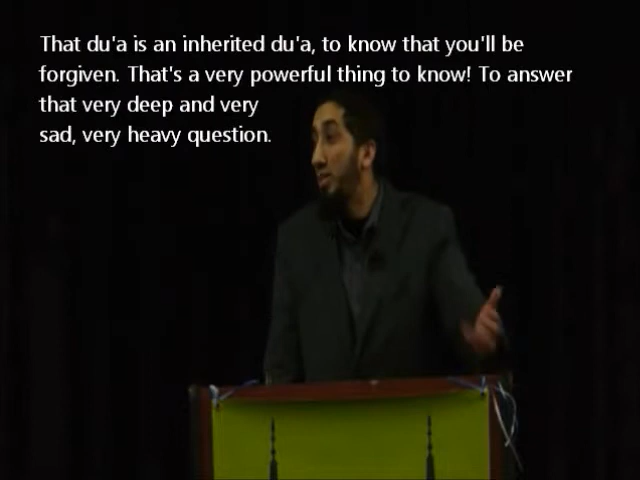 That du'a is an inherited du'a, to know that you'll be
forgiven. That's a very powerful thing to know! To answer
that very deep and very
sad, very heavy question.